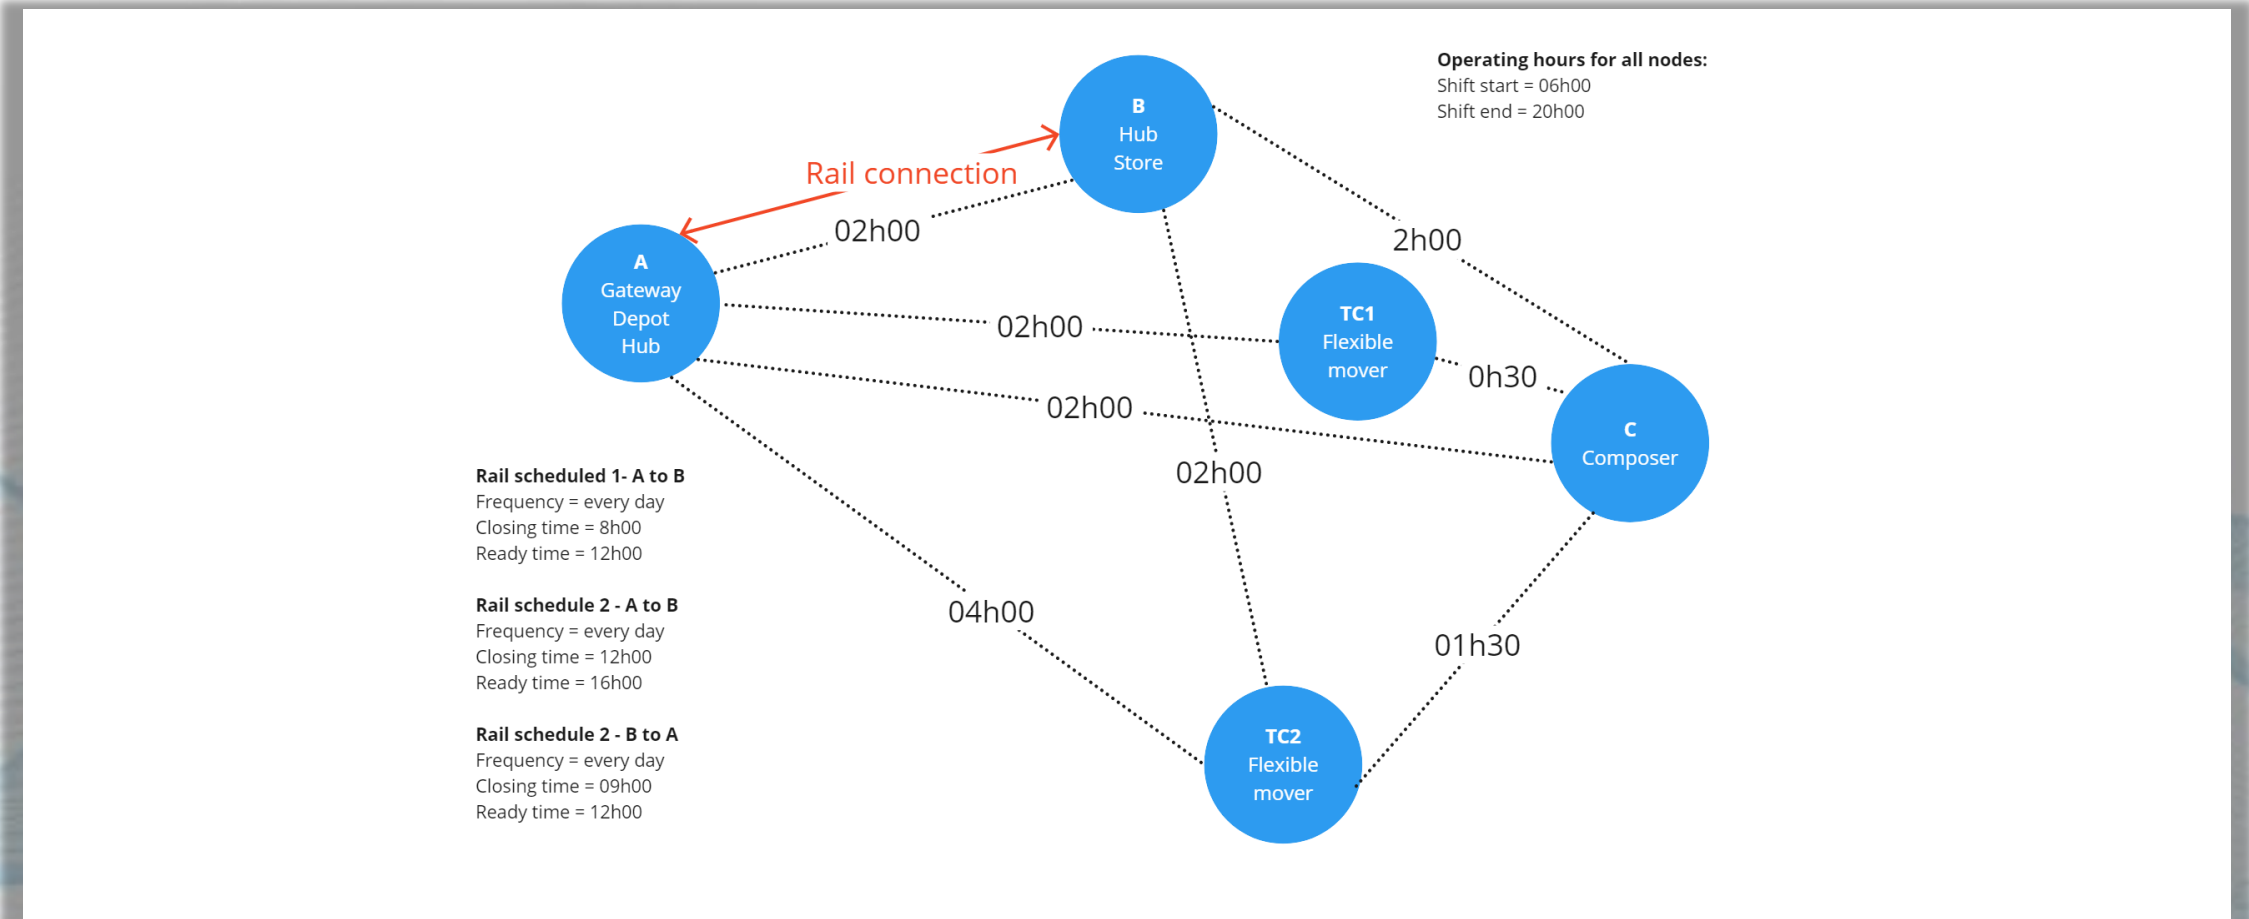 Operating hours for all nodes:
Shift start = 06h00
Shift end = 20h00
B
Hub
Store
Rail connection
02h00
2h00
A
Gateway
Depot
Hub
TC1
Flexible
mover
02h00
0h30
02h00
C
Composer
02h00
Rail scheduled 1- A to B
Frequency = every day
Closing time = 8h00
Ready time = 12h00
04h00
01h30
Rail schedule 2 - A to B
Frequency = every day
Closing time = 12h00
Ready time = 16h00
Rail schedule 2 - B to A
Frequency = every day
Closing time = 09h00
Ready time = 12h00
TC2
Flexible
mover